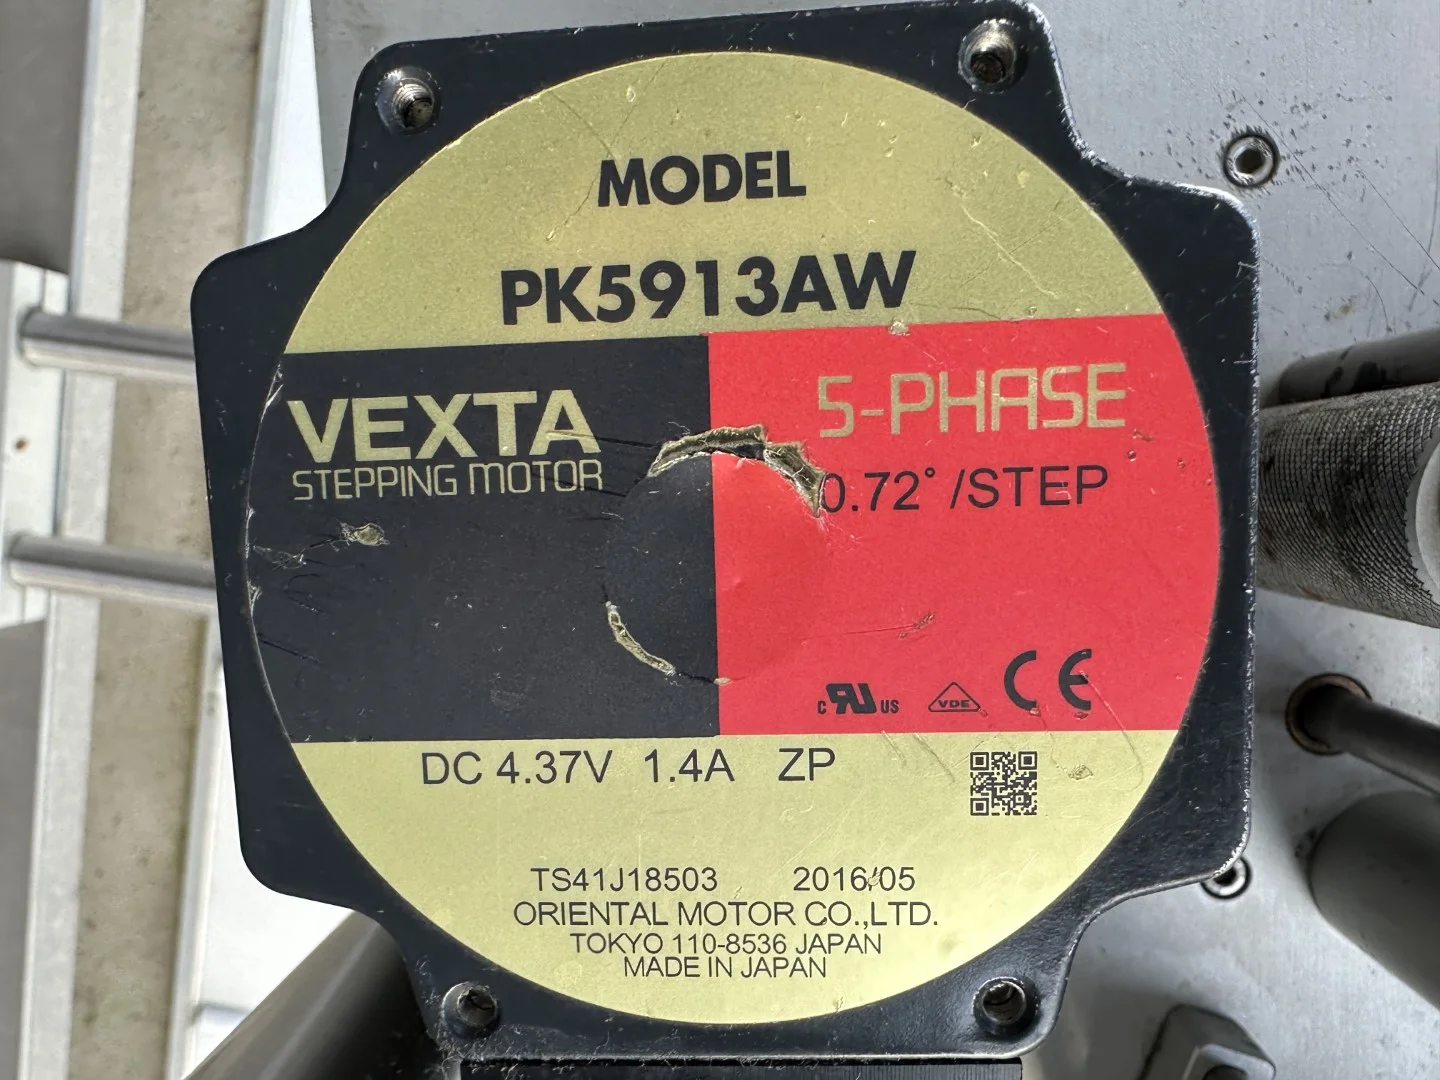 MODEL
PK5913AW
VEXTA
STEPPING MOTOR
5-PHASE
0.72° /STEP
c RU US VDE CE
DC 4.37V 1.4A ZP
TS41J18503 2016/05
ORIENTAL MOTOR CO.,LTD.
TOKYO 110-8536 JAPAN
MADE IN JAPAN